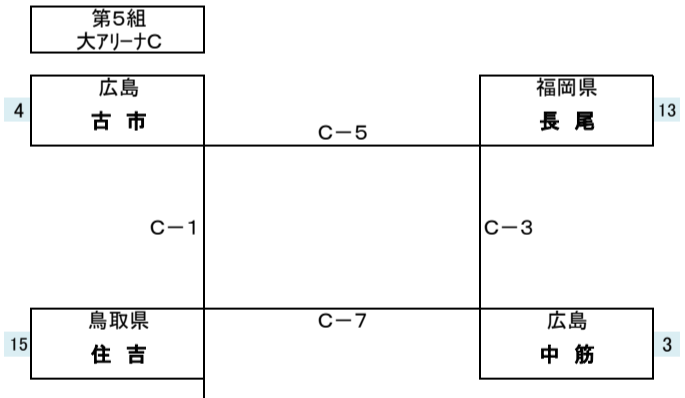 第5組
大アリーナC
広島
古 市
4
福岡県
長 尾
13
C－5
C－1
C－3
鳥取県
住 吉
15
C－7
広島
中 筋
3